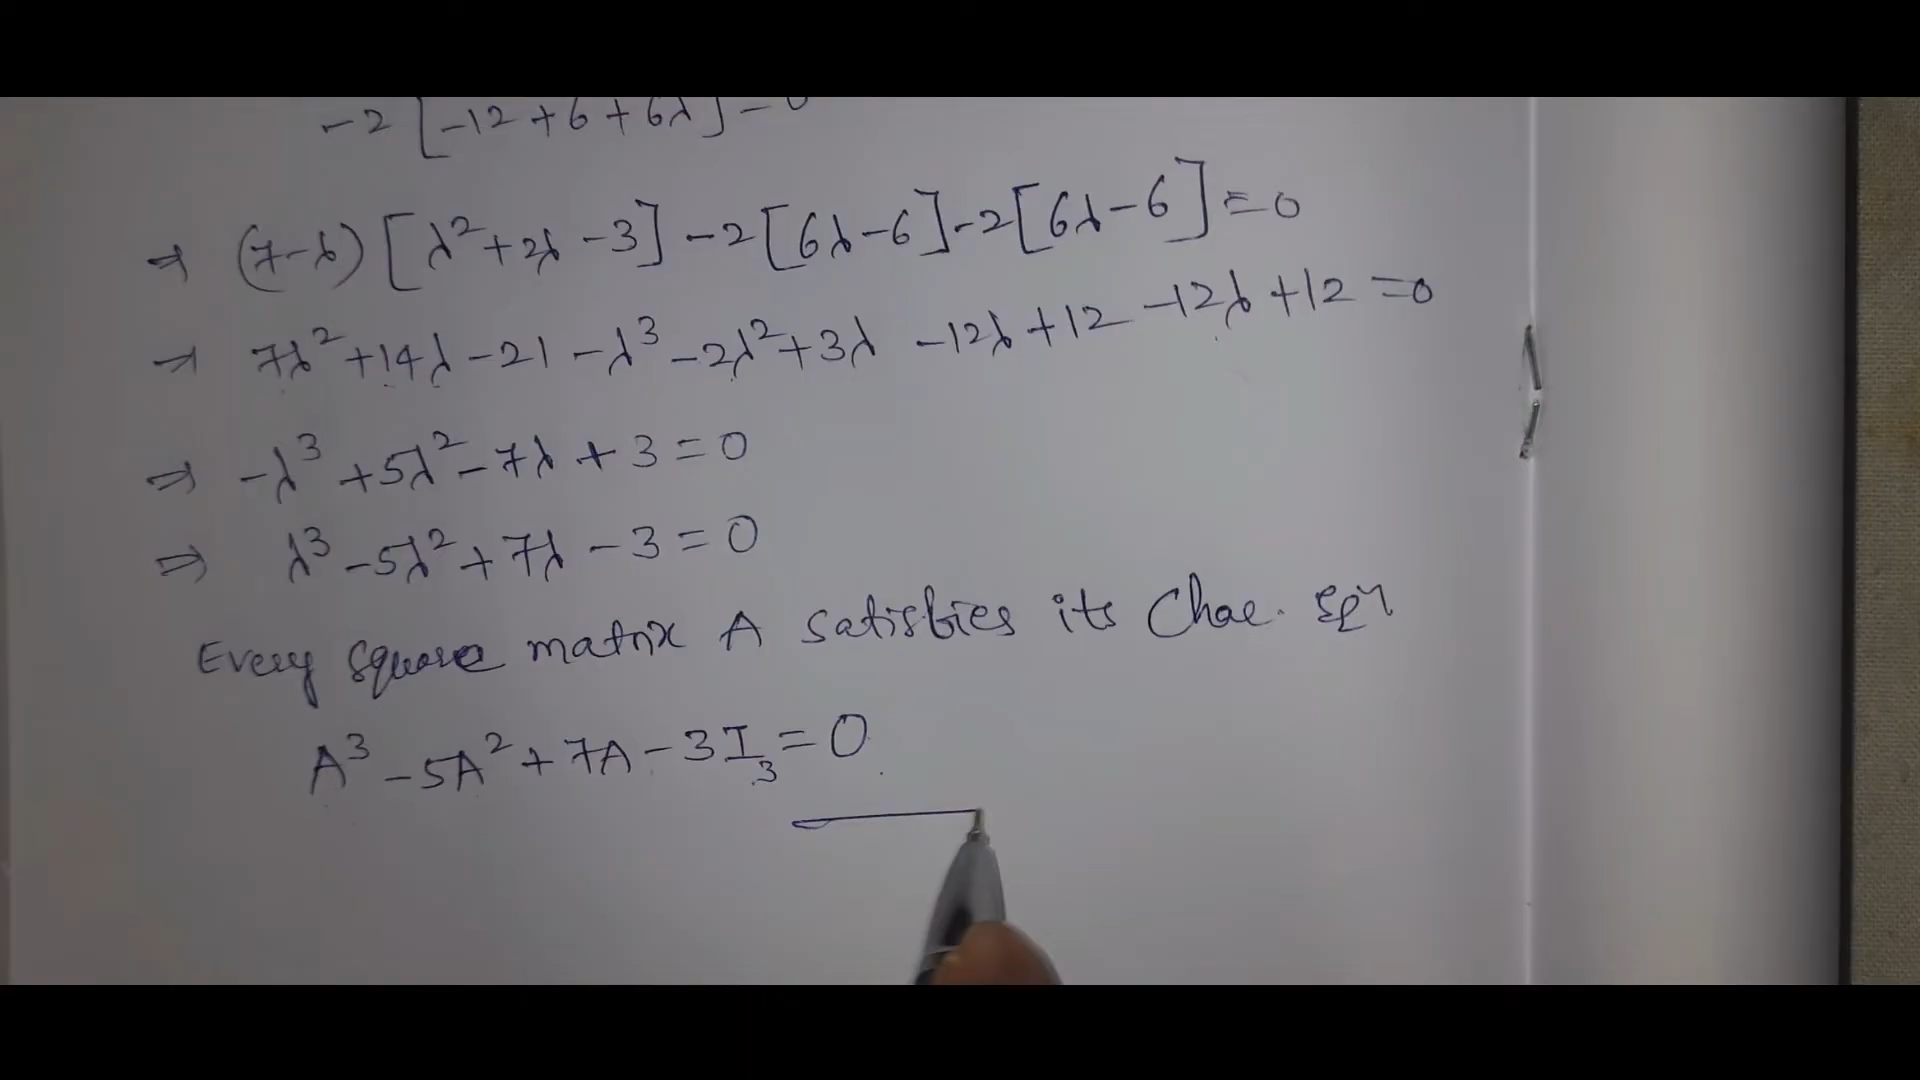 -2[-12+6+6λ]-0
⇒ (7-λ)[λ²+2λ-3]-2[6λ-6]-2[6λ-6]=0
⇒ 7λ²+14λ-21-λ³-2λ²+3λ-12λ+12-12λ+12=0
⇒ -λ³+5λ²-7λ+3=0
⇒ λ³-5λ²+7λ-3=0
Every square matrix A satisfies its Chae. Eqn
A³-5A²+7A-3I₃=0